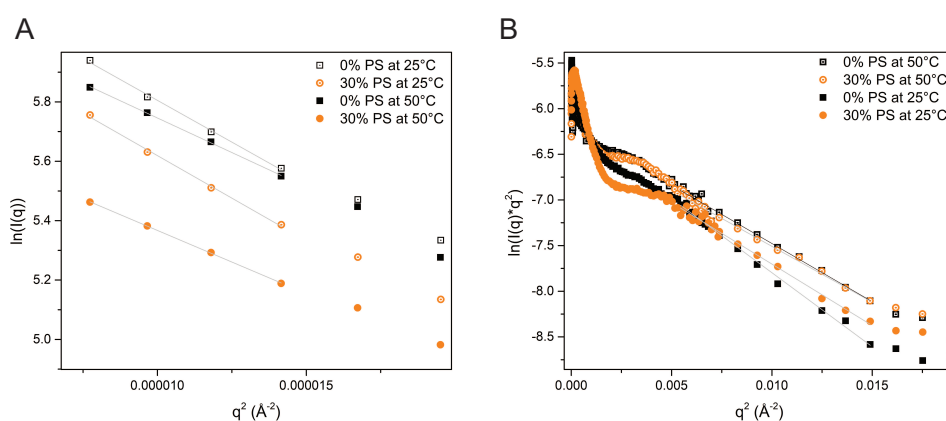 A
ln(I(q))
5.8
5.6
5.4
5.2
5.0
0.000010
0.000015
q² (Å⁻²)
0% PS at 25°C
30% PS at 25°C
0% PS at 50°C
30% PS at 50°C
B
ln(I(q)*q²)
-5.5
-6.0
-6.5
-7.0
-7.5
-8.0
-8.5
0.000
0.005
0.010
0.015
q² (Å⁻²)
0% PS at 50°C
30% PS at 50°C
0% PS at 25°C
30% PS at 25°C